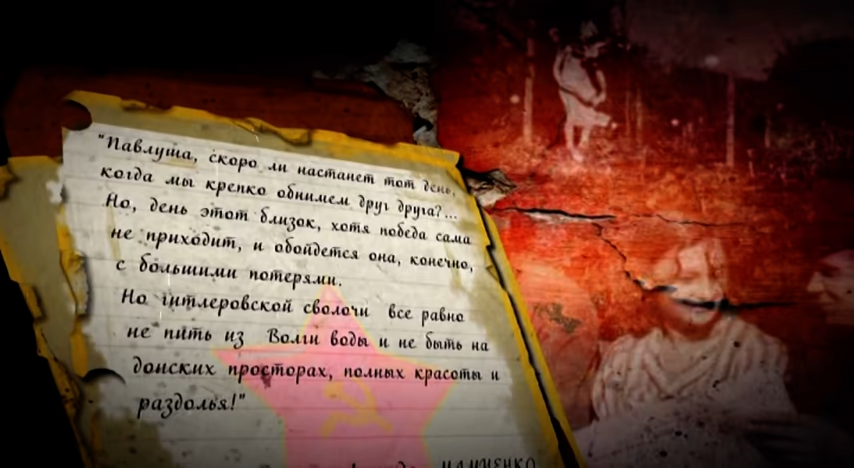 "Павлуша, скоро ли настанет тот день,
когда мы крепко обнимем друг друга?...
Но, день этот близок, хотя победа сама
не приходит, и обойдется она, конечно,
с большими потерями.
Но гитлеровской сволочи все равно
не пить из Волги воды и не быть на
донских просторах, полных красоты и
раздолья!"